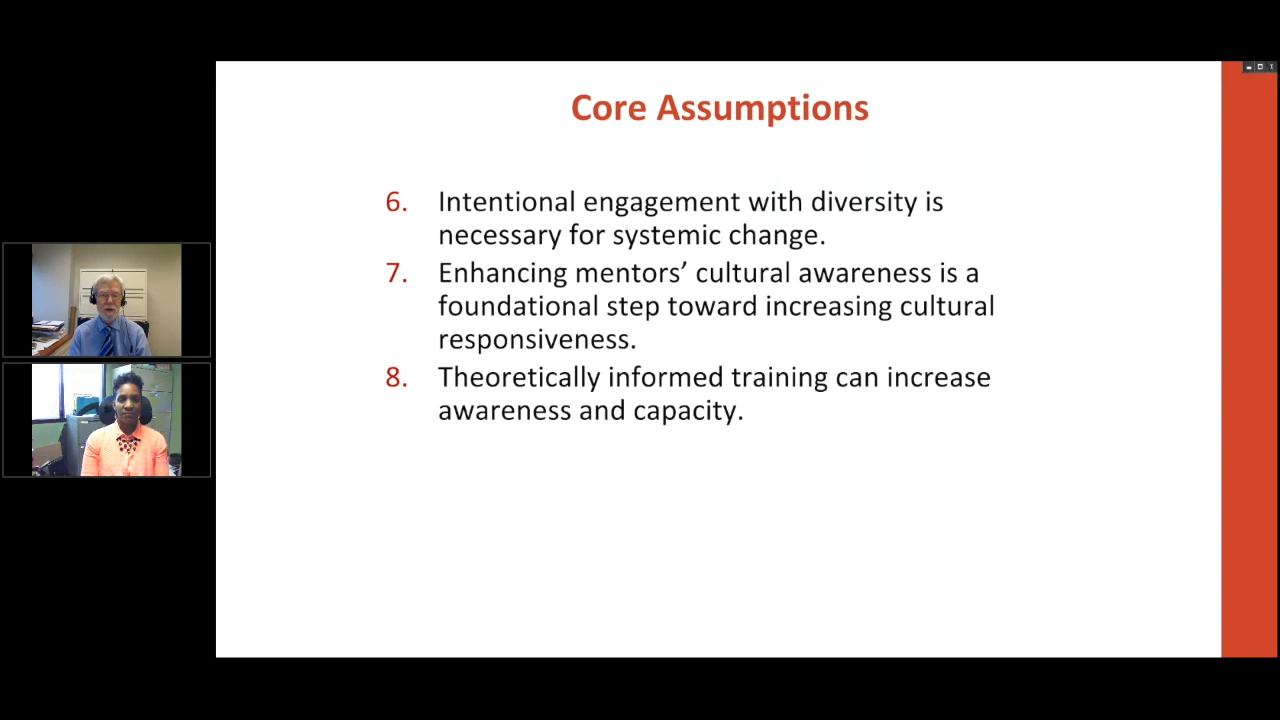 Core Assumptions
6. Intentional engagement with diversity is
necessary for systemic change.
7. Enhancing mentors’ cultural awareness is a
foundational step toward increasing cultural
responsiveness.
8. Theoretically informed training can increase
awareness and capacity.